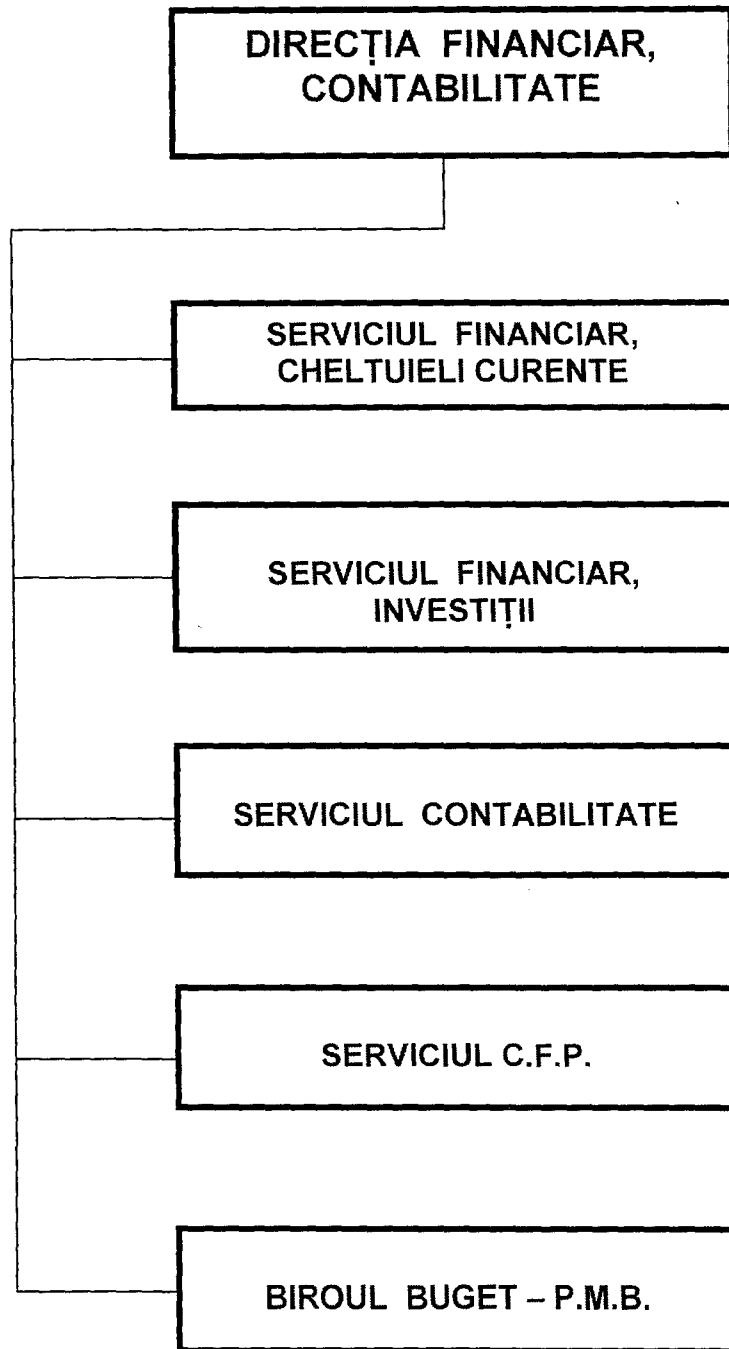 DIRECȚIA FINANCIAR,
CONTABILITATE
SERVICIUL FINANCIAR,
CHELTUIELI CURENTE
SERVICIUL FINANCIAR,
INVESTIȚII
SERVICIUL CONTABILITATE
SERVICIUL C.F.P.
BIROUL BUGET – P.M.B.